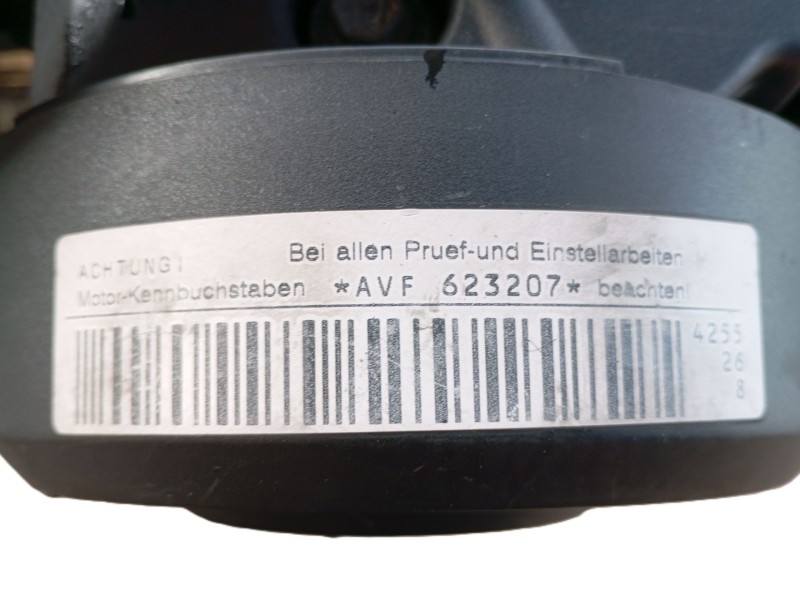 ACHTUNG! Bei allen Pruef-und Einstellarbeiten
Motor-Kennbuchstaben *AVF 623207* beachten!
4255
26
8